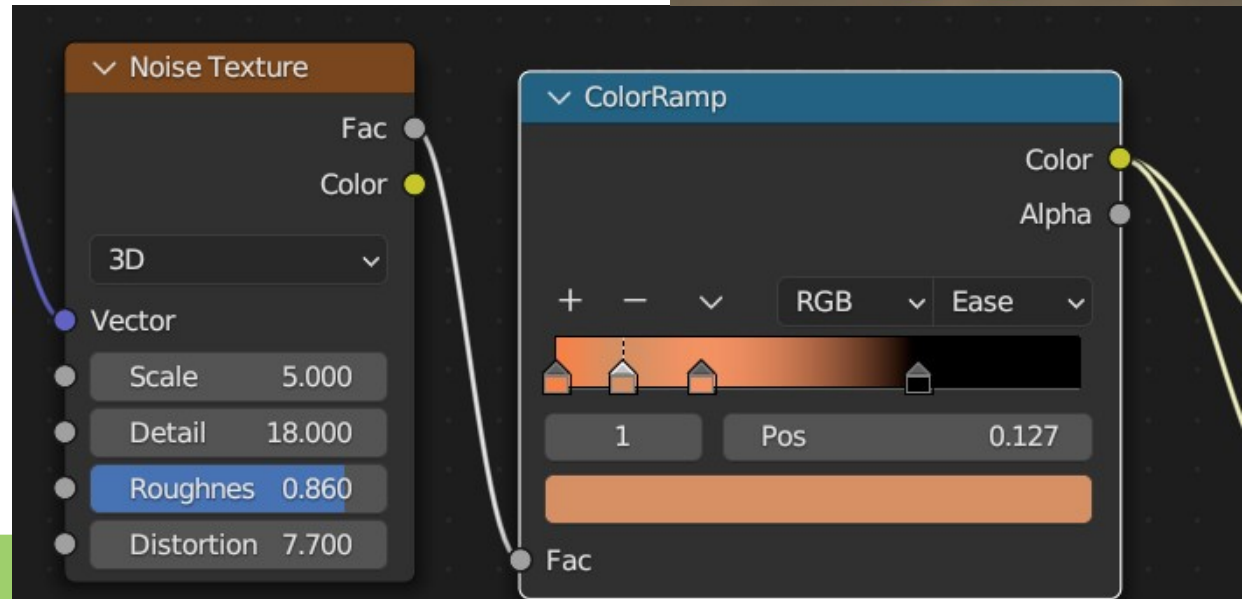 Noise Texture
Fac
Color
3D
Vector
Scale 5.000
Detail 18.000
Roughnes 0.860
Distortion 7.700
ColorRamp
Color
Alpha
+ − RGB Ease
1 Pos 0.127
Fac